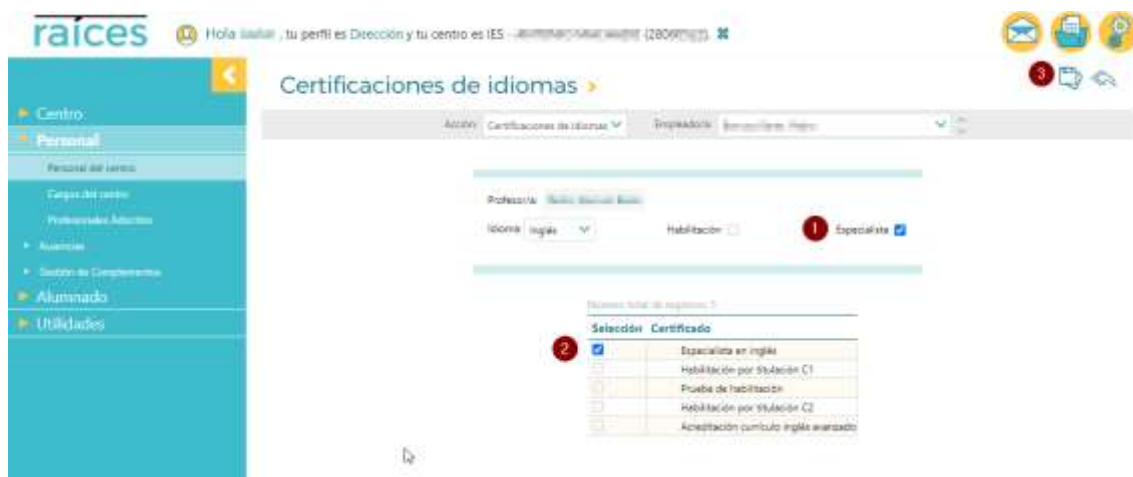 raíces
Hola , tu perfil es Dirección y tu centro es IES -
Certificaciones de idiomas
3
Centro
Personal
Personal del centro
Cargos del centro
Profesionales Adscritos
Ausencias
Gestión de Complementos
Alumnado
Utilidades
Acción: Certificaciones de idiomas Empleado/a:
Profesor/a:
Idioma: Inglés Habilitación 1 Especialista
Número total de registros: 5
Selección Certificado
2 Especialista en inglés
Habilitación por titulación C1
Prueba de habilitación
Habilitación por titulación C2
Acreditación currículo inglés avanzado